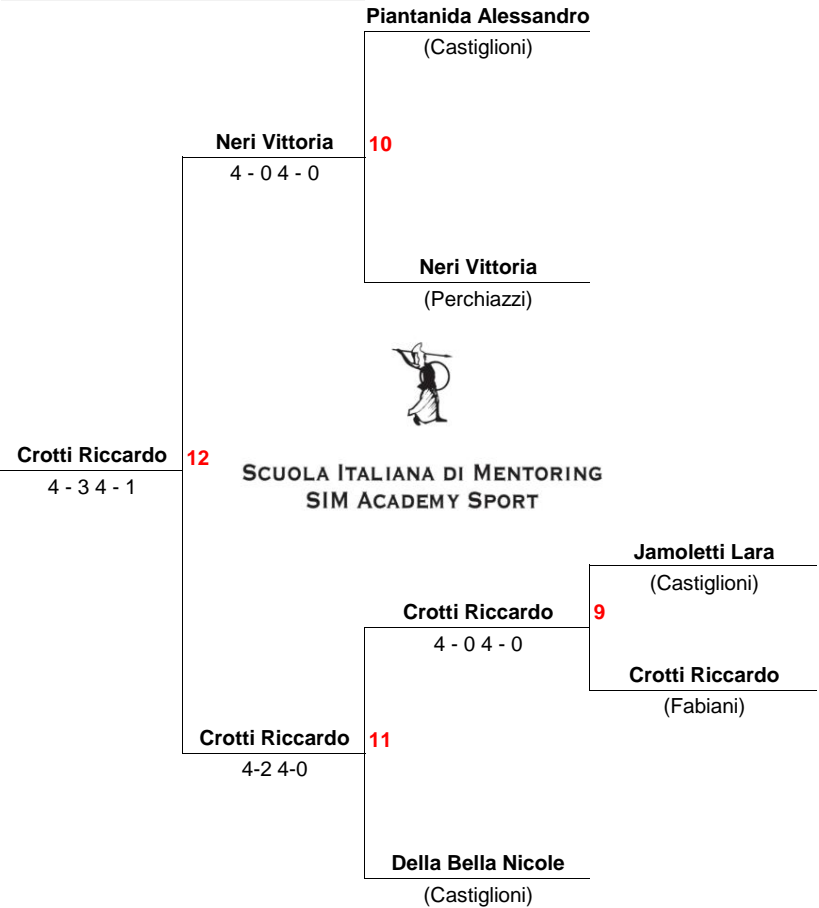 Piantanida Alessandro
(Castiglioni)
Neri Vittoria 10
4 - 0 4 - 0
Neri Vittoria
(Perchiazzi)
Crotti Riccardo 12
4 - 3 4 - 1
SCUOLA ITALIANA DI MENTORING
SIM ACADEMY SPORT
Jamoletti Lara
(Castiglioni)
Crotti Riccardo 9
4 - 0 4 - 0
Crotti Riccardo
(Fabiani)
Crotti Riccardo 11
4-2 4-0
Della Bella Nicole
(Castiglioni)